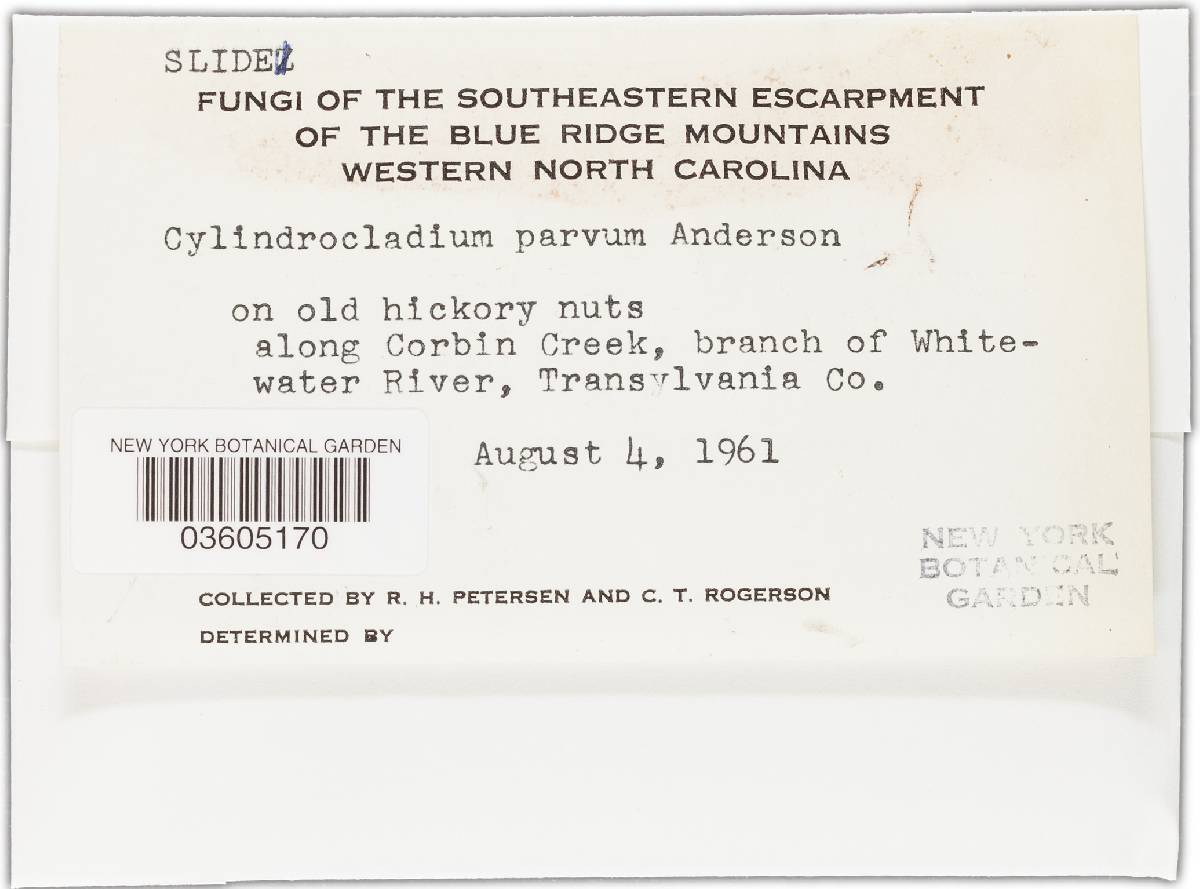 SLIDE
FUNGI OF THE SOUTHEASTERN ESCARPMENT
OF THE BLUE RIDGE MOUNTAINS
WESTERN NORTH CAROLINA
Cylindrocladium parvum Anderson
on old hickory nuts
along Corbin Creek, branch of White-
water River, Transylvania Co.
August 4, 1961
NEW YORK BOTANICAL GARDEN
03605170
NEW YORK
BOTANICAL
GARDEN
COLLECTED BY R. H. PETERSEN AND C. T. ROGERSON
DETERMINED BY